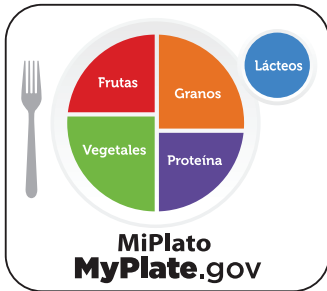 Frutas
Granos
Lácteos
Vegetales
Proteína
MiPlato
MyPlate.gov